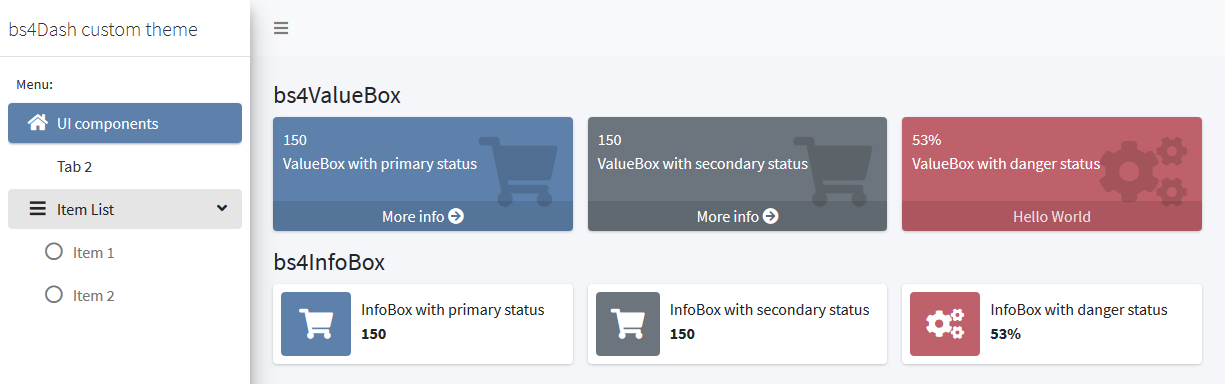 bs4Dash custom theme
Menu:
UI components
Tab 2
Item List
Item 1
Item 2
bs4ValueBox
150
ValueBox with primary status
More info
150
ValueBox with secondary status
More info
53%
ValueBox with danger status
Hello World
bs4InfoBox
InfoBox with primary status
150
InfoBox with secondary status
150
InfoBox with danger status
53%